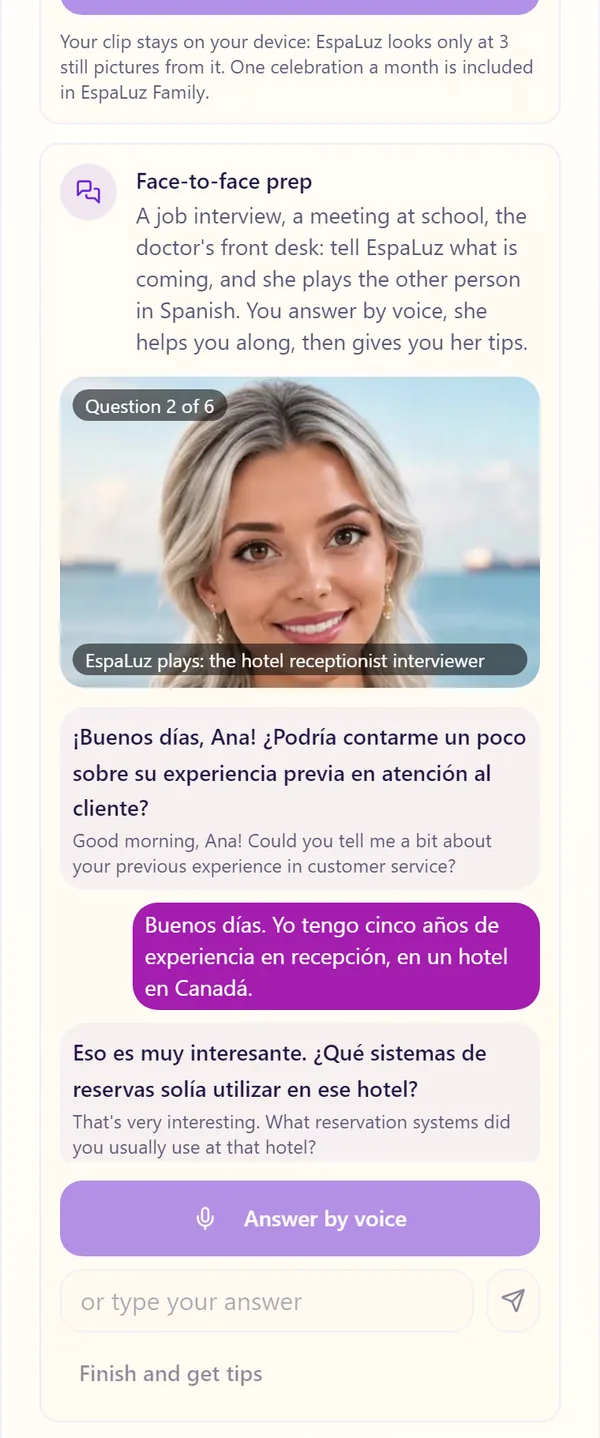 Your clip stays on your device: EspaLuz looks only at 3
still pictures from it. One celebration a month is included
in EspaLuz Family.
Face-to-face prep
A job interview, a meeting at school, the
doctor's front desk: tell EspaLuz what is
coming, and she plays the other person
in Spanish. You answer by voice, she
helps you along, then gives you her tips.
Question 2 of 6
EspaLuz plays: the hotel receptionist interviewer
¡Buenos días, Ana! ¿Podría contarme un poco
sobre su experiencia previa en atención al
cliente?
Good morning, Ana! Could you tell me a bit about
your previous experience in customer service?
Buenos días. Yo tengo cinco años de
experiencia en recepción, en un hotel
en Canadá.
Eso es muy interesante. ¿Qué sistemas de
reservas solía utilizar en ese hotel?
That's very interesting. What reservation systems did
you usually use at that hotel?
Answer by voice
or type your answer
Finish and get tips